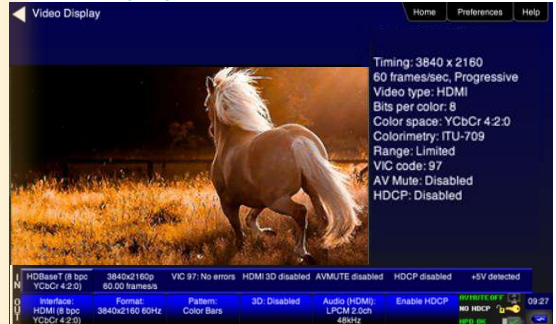 Video Display
Home Preferences Help
Timing: 3840 x 2160
60 frames/sec, Progressive
Video type: HDMI
Bits per color: 8
Color space: YCbCr 4:2:0
Colorimetry: ITU-709
Range: Limited
VIC code: 97
AV Mute: Disabled
HDCP: Disabled
IN
HDBaseT (8 bpc
YCbCr 4:2:0)
3840x2160p
60.00 frames/s
VIC 97: No errors
HDMI 3D disabled
AVMUTE disabled
HDCP disabled
+5V detected
OUT
Interface:
HDMI (8 bpc
YCbCr 4:2:0)
Format:
3840x2160 60Hz
Pattern:
Color Bars
3D: Disabled
Audio (HDMI):
LPCM 2.0ch
48kHz
Enable HDCP
AVMUTE OFF
NO HDCP
HPD OK
09:27